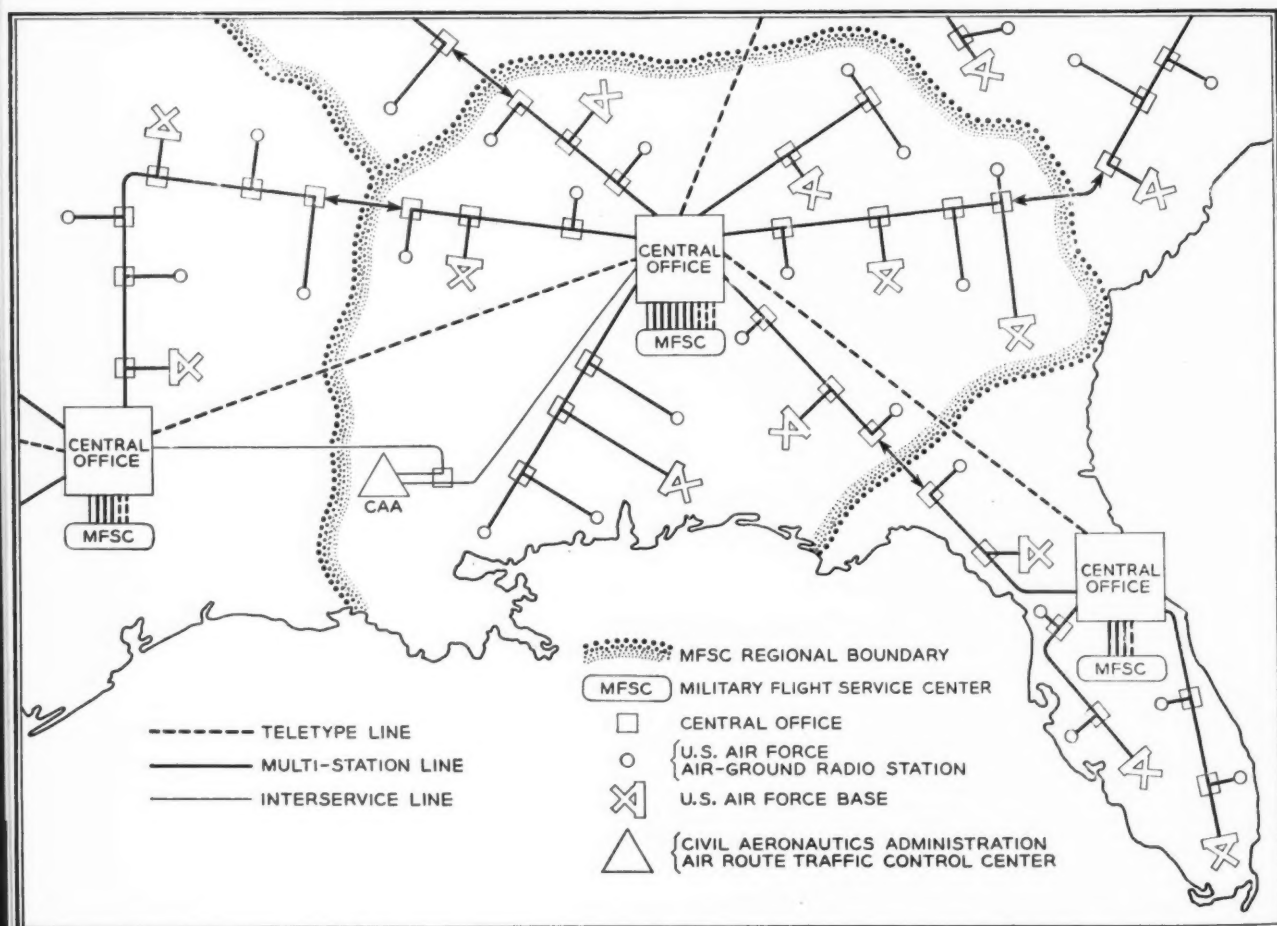 CENTRAL
OFFICE
MFSC
CENTRAL
OFFICE
MFSC
CAA
CENTRAL
OFFICE
MFSC
MFSC REGIONAL BOUNDARY
MFSC MILITARY FLIGHT SERVICE CENTER
CENTRAL OFFICE
U.S. AIR FORCE
AIR-GROUND RADIO STATION
U.S. AIR FORCE BASE
CIVIL AERONAUTICS ADMINISTRATION
AIR ROUTE TRAFFIC CONTROL CENTER
TELETYPE LINE
MULTI-STATION LINE
INTERSERVICE LINE